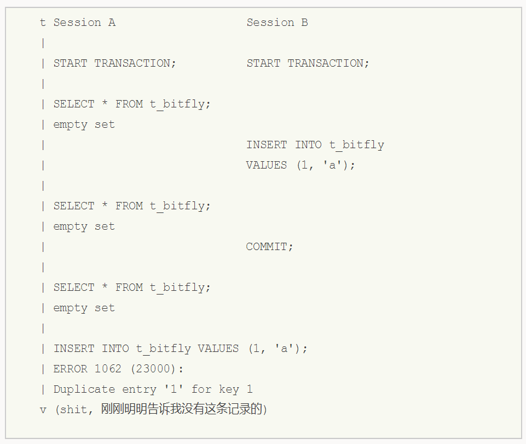 t Session A                   Session B
|
| START TRANSACTION;          START TRANSACTION;
|
| SELECT * FROM t_bitfly;
| empty set
|                             INSERT INTO t_bitfly
|                             VALUES (1, 'a');
|
| SELECT * FROM t_bitfly;
| empty set
|                             COMMIT;
|
| SELECT * FROM t_bitfly;
| empty set
|
| INSERT INTO t_bitfly VALUES (1, 'a');
| ERROR 1062 (23000):
| Duplicate entry '1' for key 1
v (shit, 刚刚明明告诉我没有这条记录的)